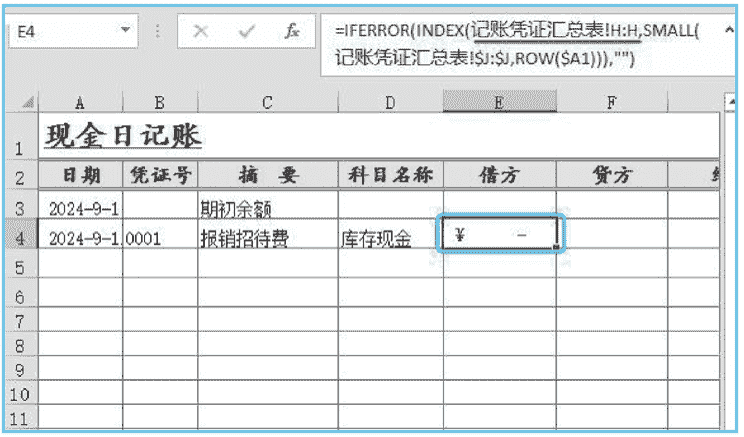 E4
fx
=IFERROR(INDEX(记账凭证汇总表!H:H,SMALL(
记账凭证汇总表!$J:$J,ROW($A1))),"")
A B C D E F
1 现金日记账
2 日期 凭证号 摘 要 科目名称 借方 贷方
3 2024-9-1 期初余额
4 2024-9-1 0001 报销招待费 库存现金 ¥ -
5
6
7
8
9
10
11